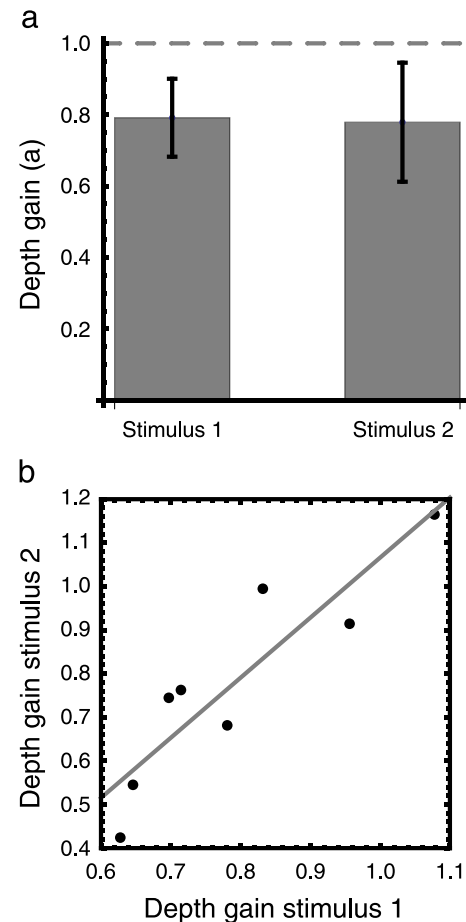 a
1.0
0.8
0.6
0.4
0.2
Depth gain (a)
Stimulus 1 Stimulus 2
b
1.2
1.1
1.0
0.9
0.8
0.7
0.6
0.5
0.4
Depth gain stimulus 2
0.6 0.7 0.8 0.9 1.0 1.1
Depth gain stimulus 1